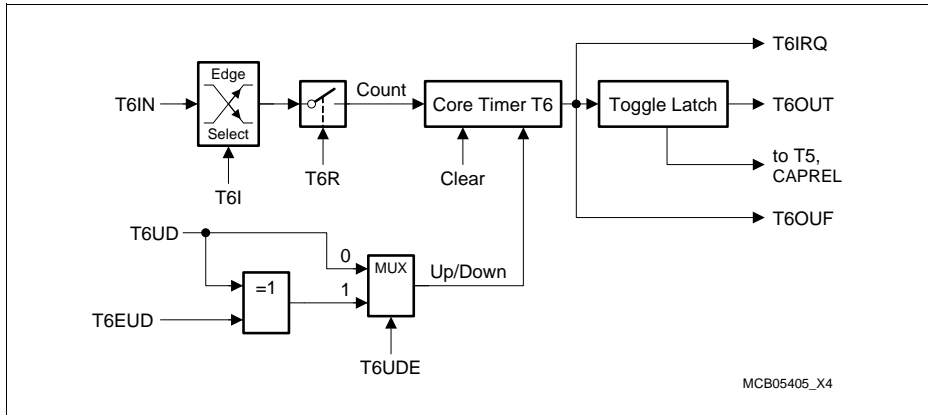 T6IRQ
Edge
Select
T6IN
Count
Core Timer T6
Toggle Latch
T6OUT
T6I
T6R
Clear
to T5,
CAPREL
T6UD
T6OUF
0
MUX
Up/Down
=1
1
T6EUD
T6UDE
MCB05405_X4